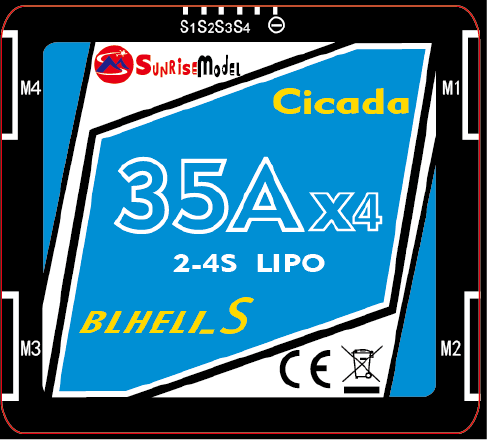 S1S2S3S4 ⊖
SUNRISEMODEL
M4
M1
Cicada
35A X4
2-4S LIPO
BLHELI_S
M3
M2
CE